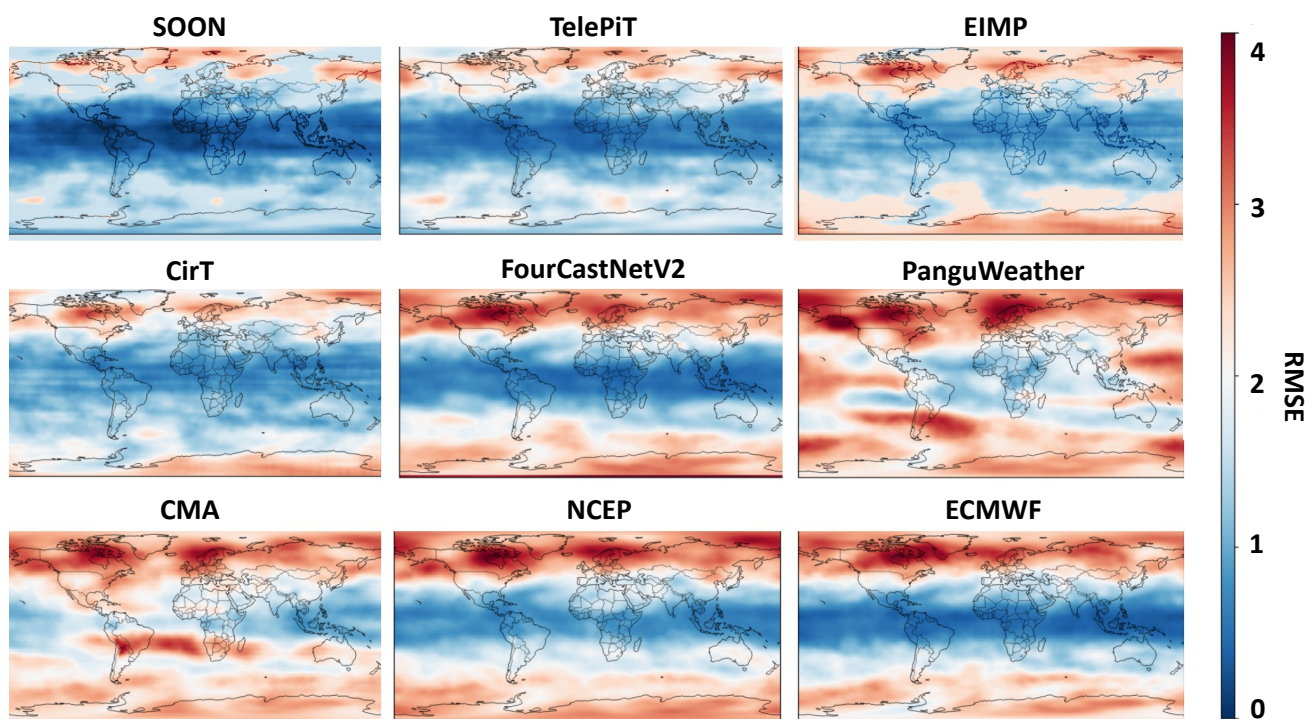 SOON
TelePiT
EIMP
CirT
FourCastNetV2
PanguWeather
CMA
NCEP
ECMWF
4
3
2
1
0
RMSE